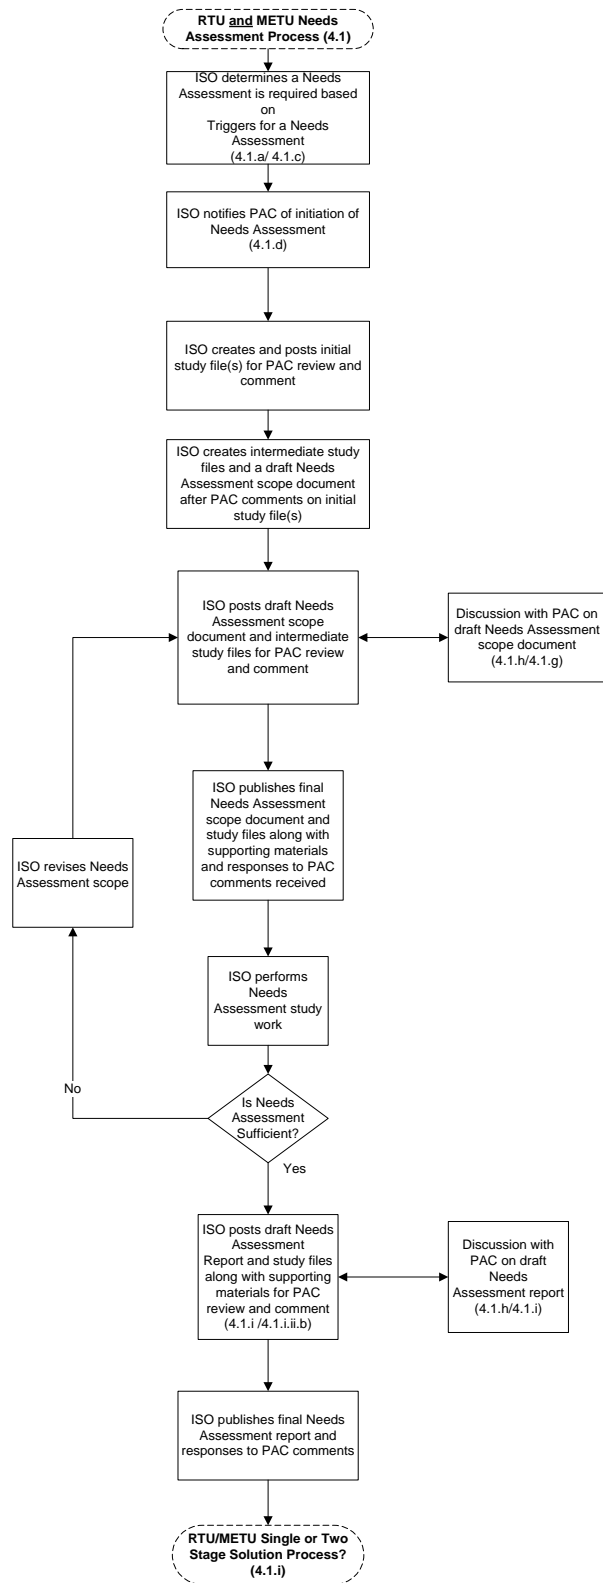 RTU and METU Needs
Assessment Process (4.1)
ISO determines a Needs
Assessment is required based
on
Triggers for a Needs
Assessment
(4.1.a/ 4.1.c)
ISO notifies PAC of initiation of
Needs Assessment
(4.1.d)
ISO creates and posts initial
study file(s) for PAC review and
comment
ISO creates intermediate study
files and a draft Needs
Assessment scope document
after PAC comments on initial
study file(s)
ISO posts draft Needs
Assessment scope
document and intermediate
study files for PAC review
and comment
Discussion with PAC on
draft Needs Assessment
scope document
(4.1.h/4.1.g)
ISO publishes final
Needs Assessment
scope document and
study files along with
supporting materials
and responses to PAC
comments received
ISO revises Needs
Assessment scope
ISO performs
Needs
Assessment study
work
No
Is Needs
Assessment
Sufficient?
Yes
ISO posts draft Needs
Assessment
Report and study files
along with supporting
materials for PAC
review and comment
(4.1.i /4.1.i.ii.b)
Discussion with
PAC on draft
Needs
Assessment report
(4.1.h/4.1.i)
ISO publishes final Needs
Assessment report and
responses to PAC comments
RTU/METU Single or Two
Stage Solution Process?
(4.1.i)